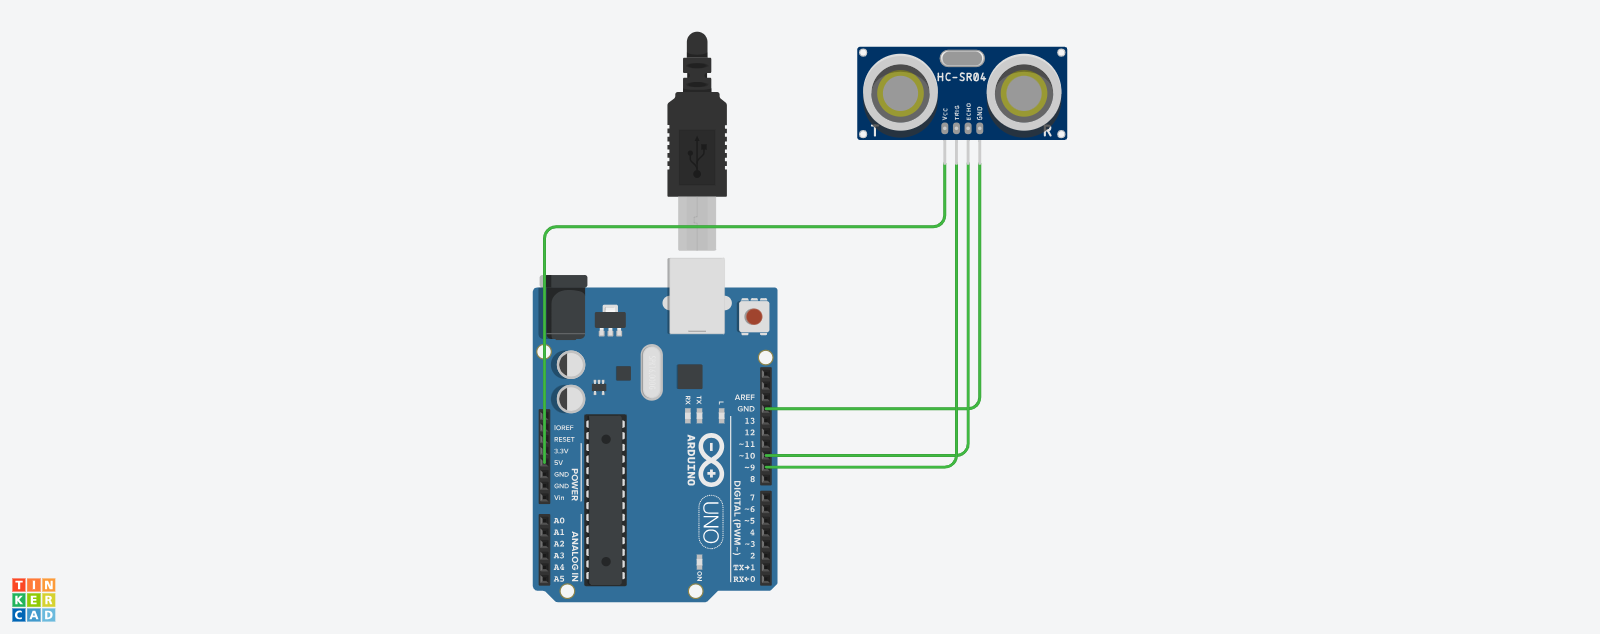 HC-SR04
VCC
TRIG
ECHO
GND
T
R
AREF
GND
13
12
~11
~10
~9
8
7
~6
~5
4
~3
2
TX→1
RX←0
DIGITAL (PWM~)
IOREF
RESET
3.3V
5V
GND
GND
Vin
POWER
A0
A1
A2
A3
A4
A5
ANALOG IN
RX
TX
L
ARDUINO
UNO
ON
TIN
KER
CAD